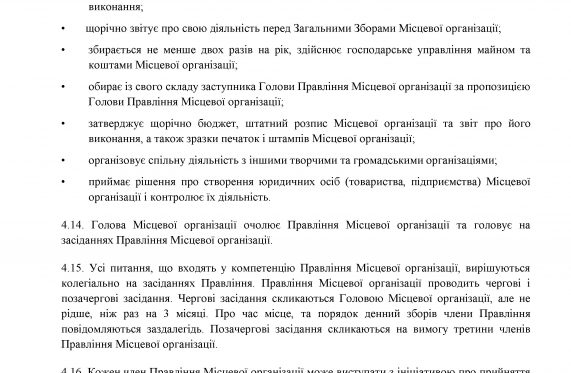 виконання;
• щорічно звітує про свою діяльність перед Загальними Зборами Місцевої організації;
• збирається не менше двох разів на рік, здійснює господарське управління майном та
коштами Місцевої організації;
• обирає із свого складу заступника Голови Правління Місцевої організації за пропозицією
Голови Правління Місцевої організації;
• затверджує щорічно бюджет, штатний розпис Місцевої організації та звіт про його
виконання, а також зразки печаток і штампів Місцевої організації;
• організовує спільну діяльність з іншими творчими та громадськими організаціями;
• приймає рішення про створення юридичних осіб (товариства, підприємства) Місцевої
організації і контролює їх діяльність.
4.14. Голова Місцевої організації очолює Правління Місцевої організації та головує на
засіданнях Правління Місцевої організації.
4.15. Усі питання, що входять у компетенцію Правління Місцевої організації, вирішуються
колегіально на засіданнях Правління. Правління Місцевої організації проводить чергові і
позачергові засідання. Чергові засідання скликаються Головою Місцевої організації, але не
рідше, ніж раз на 3 місяці. Про час місце, та порядок денний зборів члени Правління
повідомляються заздалегідь. Позачергові засідання скликаються на вимогу третини членів
Правління Місцевої організації.
4.16. Кожен член Правління Місцевої організації може виступати з ініціативою про прийняття